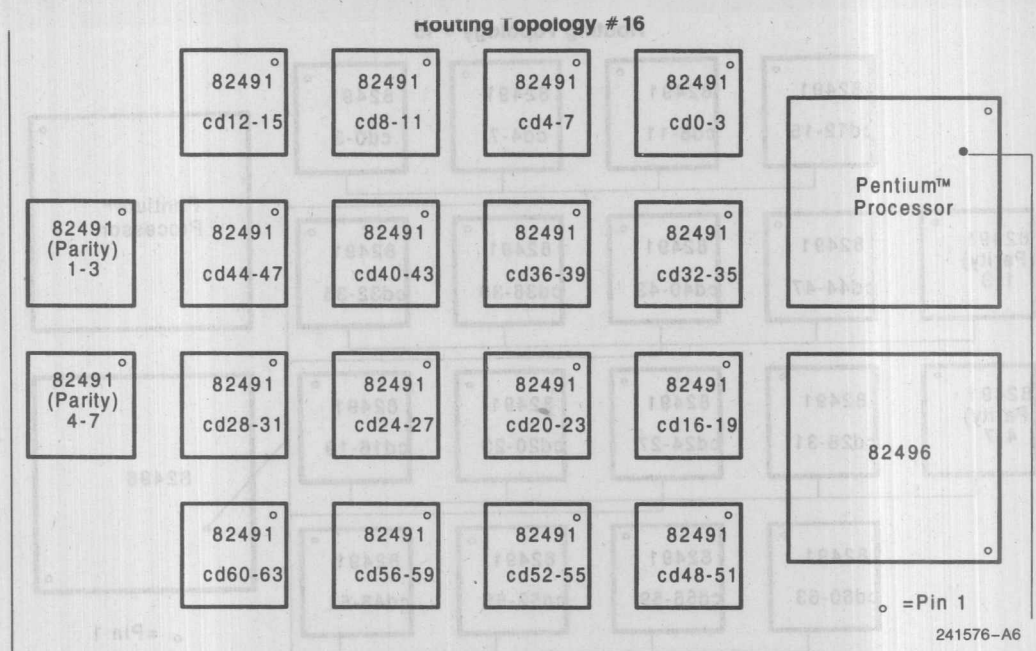 Routing Topology #16
82491 82491 82491 82491
cd12-15 cd8-11 cd4-7 cd0-3
Pentium™
Processor
82491
(Parity)
1-3
82491 82491 82491 82491
cd44-47 cd40-43 cd36-39 cd32-35
82491
(Parity)
4-7
82491 82491 82491 82491
cd28-31 cd24-27 cd20-23 cd16-19
82496
82491 82491 82491 82491
cd60-63 cd56-59 cd52-55 cd48-51
=Pin 1
241576-A6